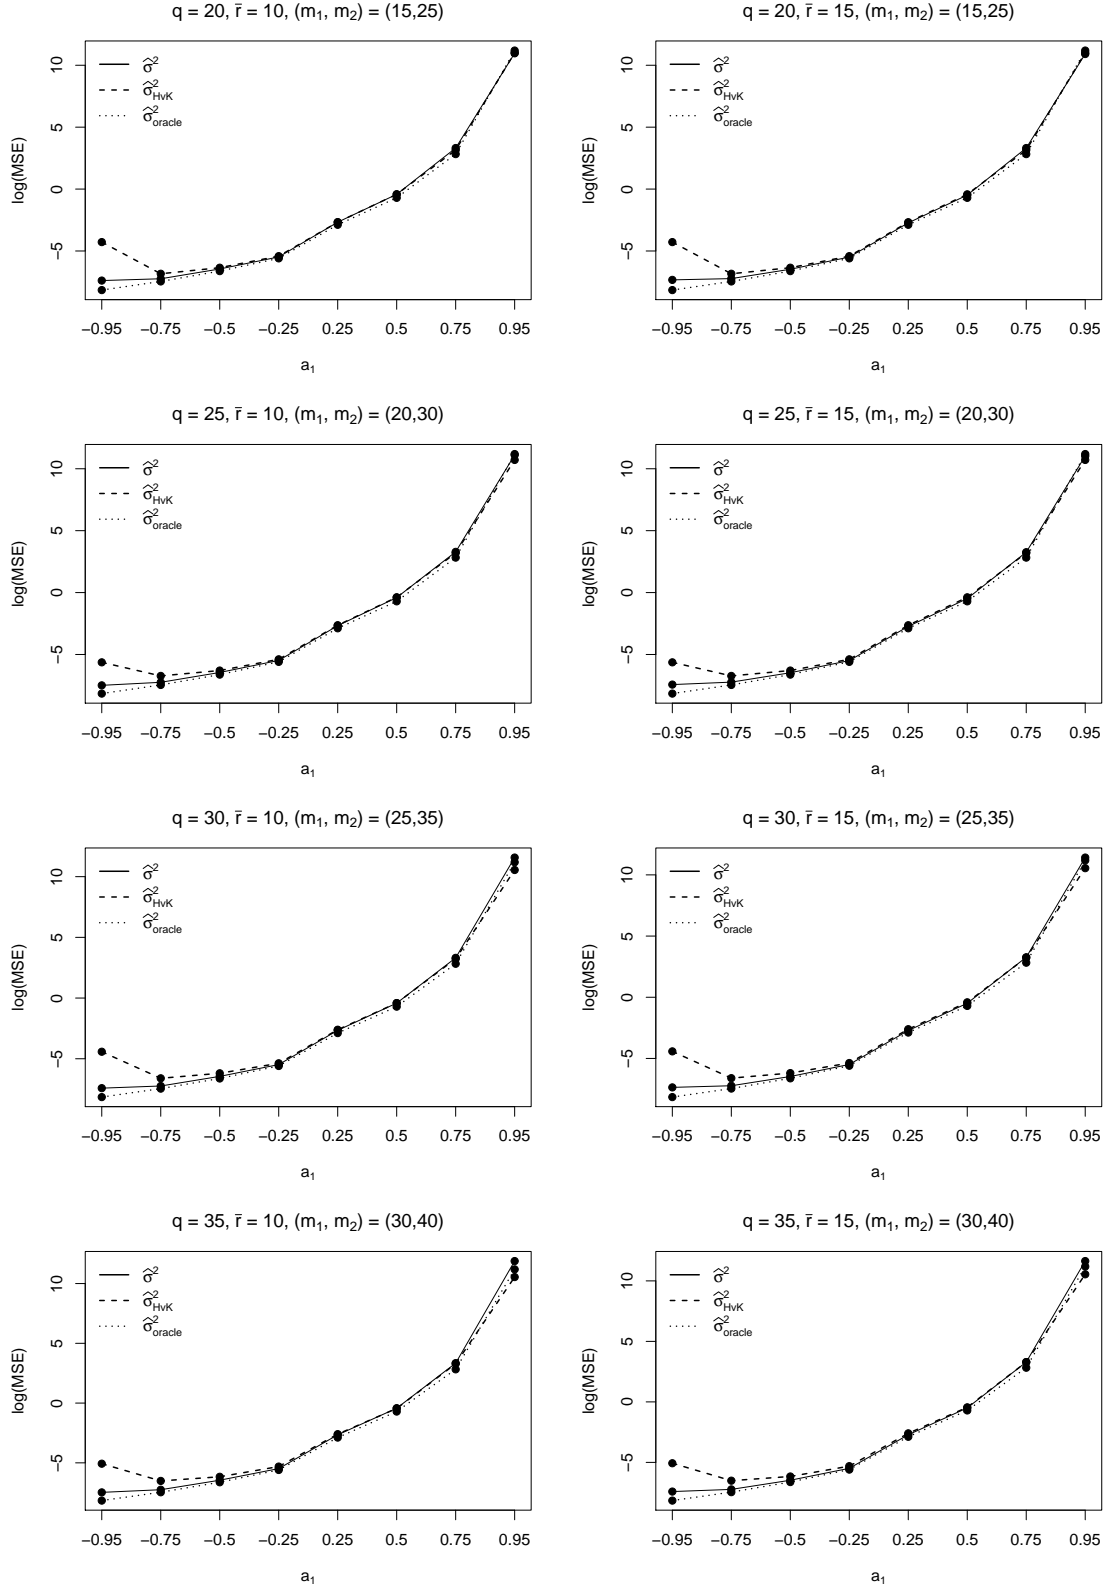 q = 20, r̄ = 10, (m₁, m₂) = (15,25)
log(MSE)
10
5
0
−5
σ̂²
σ̂²HvK
σ̂²oracle
−0.95 −0.75 −0.5 −0.25 0.25 0.5 0.75 0.95
a₁
q = 20, r̄ = 15, (m₁, m₂) = (15,25)
log(MSE)
10
5
0
−5
σ̂²
σ̂²HvK
σ̂²oracle
−0.95 −0.75 −0.5 −0.25 0.25 0.5 0.75 0.95
a₁
q = 25, r̄ = 10, (m₁, m₂) = (20,30)
log(MSE)
10
5
0
−5
σ̂²
σ̂²HvK
σ̂²oracle
−0.95 −0.75 −0.5 −0.25 0.25 0.5 0.75 0.95
a₁
q = 25, r̄ = 15, (m₁, m₂) = (20,30)
log(MSE)
10
5
0
−5
σ̂²
σ̂²HvK
σ̂²oracle
−0.95 −0.75 −0.5 −0.25 0.25 0.5 0.75 0.95
a₁
q = 30, r̄ = 10, (m₁, m₂) = (25,35)
log(MSE)
10
5
0
−5
σ̂²
σ̂²HvK
σ̂²oracle
−0.95 −0.75 −0.5 −0.25 0.25 0.5 0.75 0.95
a₁
q = 30, r̄ = 15, (m₁, m₂) = (25,35)
log(MSE)
10
5
0
−5
σ̂²
σ̂²HvK
σ̂²oracle
−0.95 −0.75 −0.5 −0.25 0.25 0.5 0.75 0.95
a₁
q = 35, r̄ = 10, (m₁, m₂) = (30,40)
log(MSE)
10
5
0
−5
σ̂²
σ̂²HvK
σ̂²oracle
−0.95 −0.75 −0.5 −0.25 0.25 0.5 0.75 0.95
a₁
q = 35, r̄ = 15, (m₁, m₂) = (30,40)
log(MSE)
10
5
0
−5
σ̂²
σ̂²HvK
σ̂²oracle
−0.95 −0.75 −0.5 −0.25 0.25 0.5 0.75 0.95
a₁